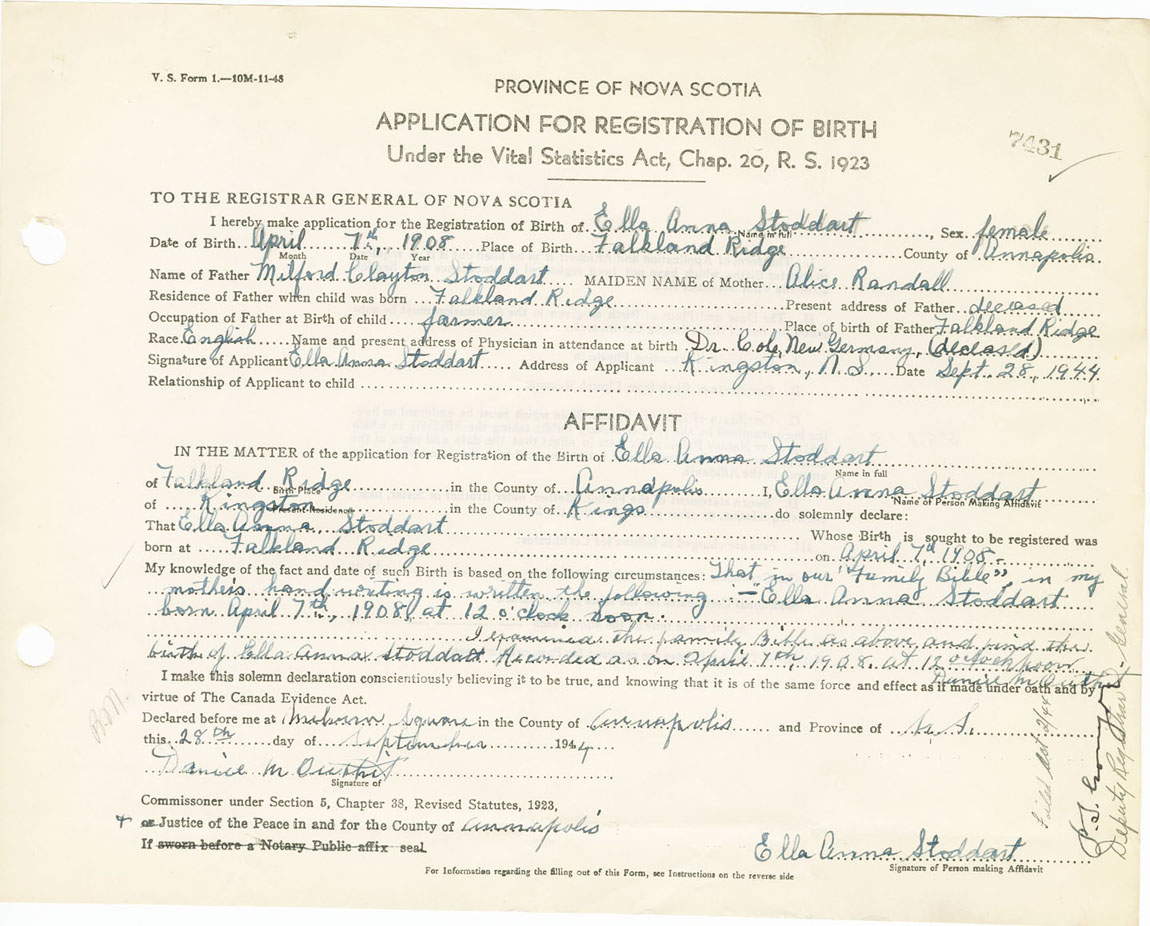 V. S. Form 1.—10M-11-43
PROVINCE OF NOVA SCOTIA
APPLICATION FOR REGISTRATION OF BIRTH
7431
Under the Vital Statistics Act, Chap. 20, R. S. 1923
TO THE REGISTRAR GENERAL OF NOVA SCOTIA
I hereby make application for the Registration of Birth of Ella Anna Stoddart, Sex female
Name in full
Date of Birth April 7th, 1908 Place of Birth Falkland Ridge County of Annapolis
Month Date Year
Name of Father Milford Clayton Stoddart MAIDEN NAME of Mother Alice Randall
Residence of Father when child was born Falkland Ridge Present address of Father deceased
Occupation of Father at Birth of child farmer Place of birth of Father Falkland Ridge
Race English Name and present address of Physician in attendance at birth Dr. Cole, New Germany, (deceased)
Signature of Applicant Ella Anna Stoddart Address of Applicant Kingston, N.S. Date Sept. 28, 1944
Relationship of Applicant to child
AFFIDAVIT
IN THE MATTER of the application for Registration of the Birth of Ella Anna Stoddart
Name in full
of Falkland Ridge in the County of Annapolis I, Ella Anna Stoddart
Birth Place Name of Person Making Affidavit
of Kingston in the County of Kings do solemnly declare:
Present Residence
That Ella Anna Stoddart Whose Birth is sought to be registered was
born at Falkland Ridge on April 7th 1908
My knowledge of the fact and date of such Birth is based on the following circumstances: That in our "Family Bible", in my
mother's hand writing is written the following :- "Ella Anna Stoddart
born April 7th, 1908, at 12 o'clock noon.
I examined the family Bible as above and find the
birth of Ella Anna Stoddart Recorded as on April 7th, 1908. at 12 oclock noon
I make this solemn declaration conscientiously believing it to be true, and knowing that it is of the same force and effect as if made under oath and by
virtue of The Canada Evidence Act.
Declared before me at Square in the County of Annapolis and Province of N. S.
this 28th day of September 1944
Signature of
Commissioner under Section 5, Chapter 38, Revised Statutes, 1923,
or Justice of the Peace in and for the County of Annapolis
If sworn before a Notary Public affix seal
Ella Anna Stoddart
Signature of Person making Affidavit
For Information regarding the filling out of this Form, see Instructions on the reverse side
Deputy Registrar-General.